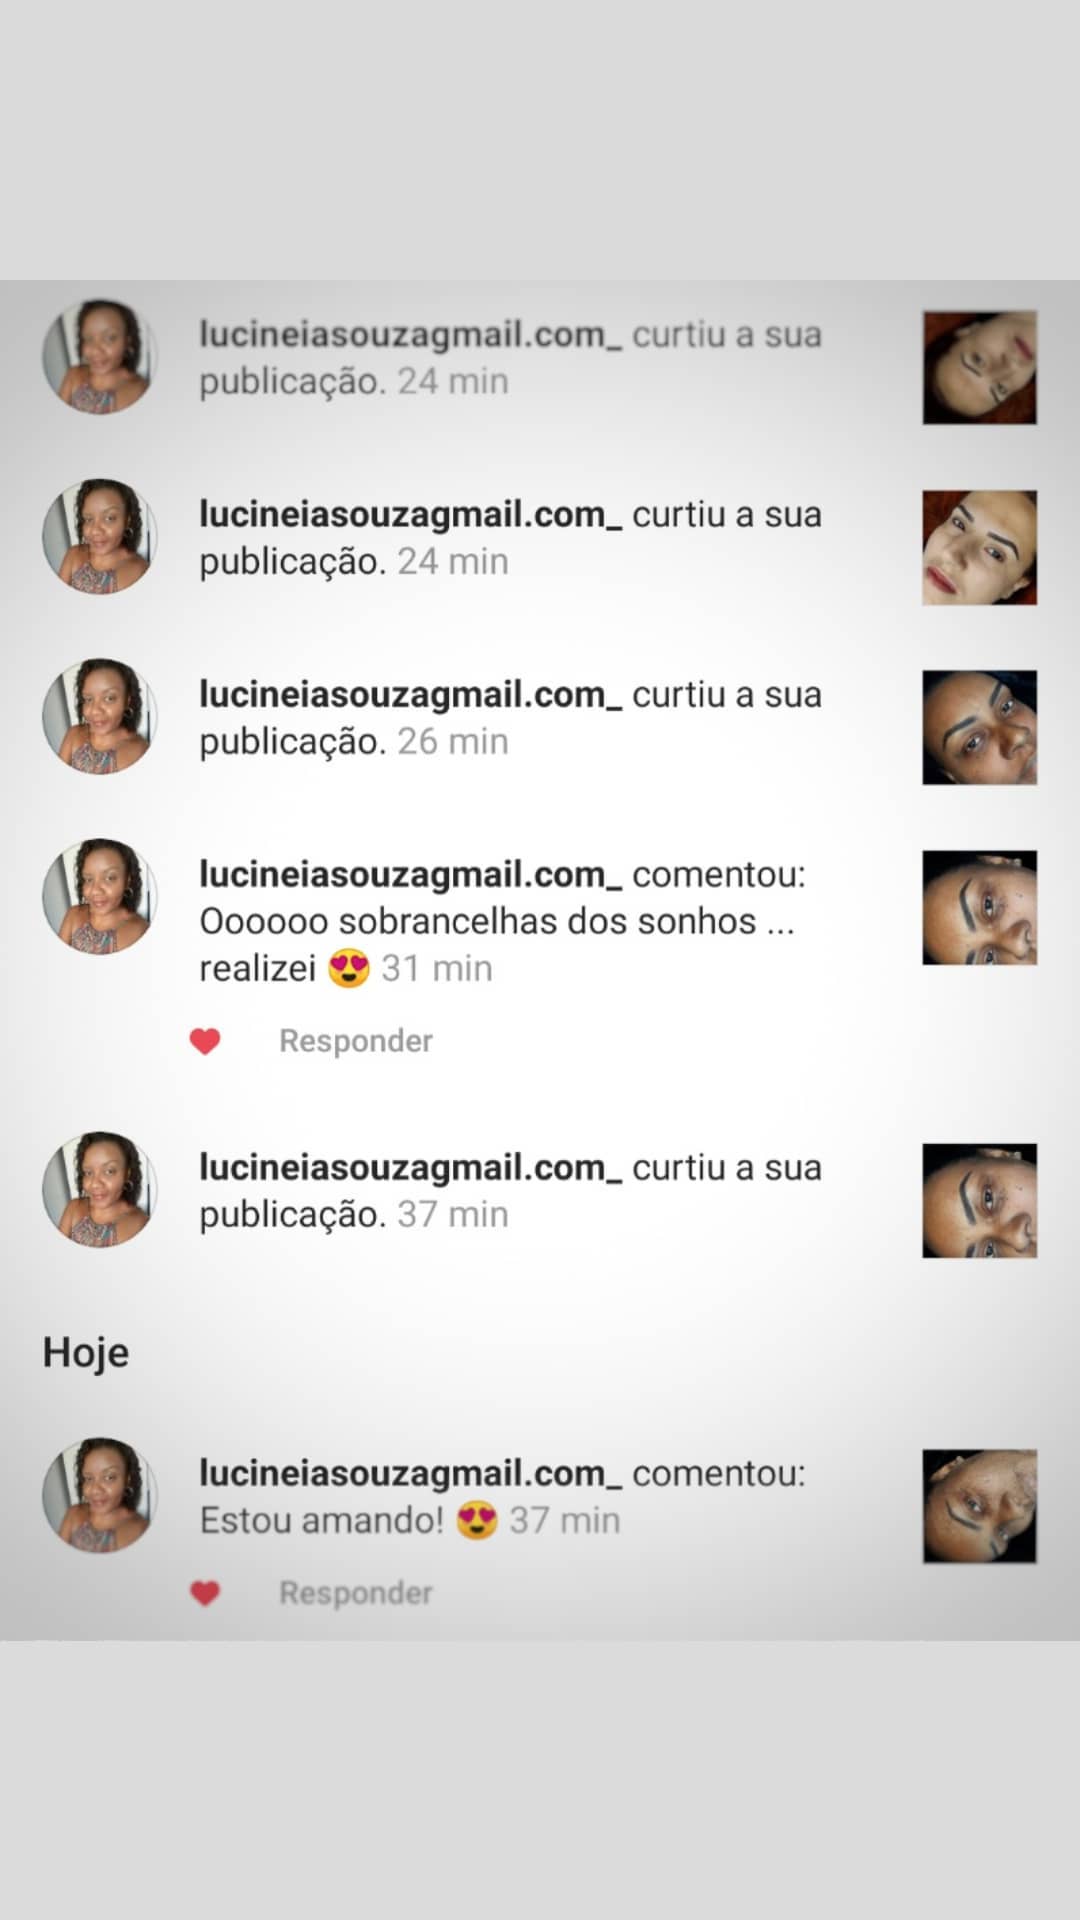 lucineiasouzagmail.com_ curtiu a sua
publicação. 24 min
lucineiasouzagmail.com_ curtiu a sua
publicação. 24 min
lucineiasouzagmail.com_ curtiu a sua
publicação. 26 min
lucineiasouzagmail.com_ comentou:
Oooooo sobrancelhas dos sonhos ...
realizei 😍 31 min
Responder
lucineiasouzagmail.com_ curtiu a sua
publicação. 37 min
Hoje
lucineiasouzagmail.com_ comentou:
Estou amando! 😍 37 min
Responder